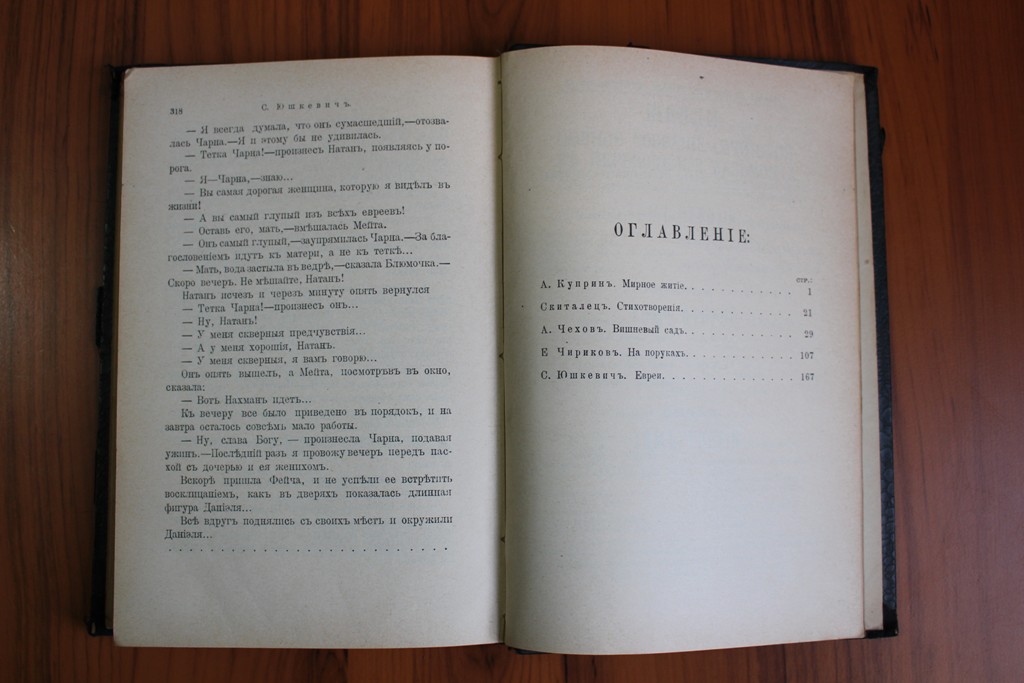 318
С. Юшкевичъ.
— Я всегда думала, что онъ сумасшедшій,—отозва-
лась Чарна.—Я и этому бы не удивилась.
— Тетка Чарна!—произнесъ Натанъ, появляясь у по-
рога.
— Я—Чарна,—знаю...
— Вы самая дорогая женщина, которую я видѣлъ въ
жизни!
— А вы самый глупый изъ всѣхъ евреевъ!
— Оставь его, мать,—вмѣшалась Мейта.
— Онъ самый глупый,—заупрямилась Чарна.—За бла-
гословеніемъ идутъ къ матери, а не къ теткѣ...
— Мать, вода застыла въ ведрѣ,—сказала Блюмочка.—
Скоро вечеръ. Не мѣшайте, Натанъ!
Натанъ исчезъ и черезъ минуту опять вернулся
— Тетка Чарна!—произнесъ онъ...
— Ну, Натанъ!
— У меня скверныя предчувствія...
— А у меня хорошія, Натанъ.
— У меня скверныя, я вамъ говорю...
Онъ опять вышелъ, а Мейта, посмотрѣвъ въ окно,
сказала:
— Вотъ Нахманъ идетъ...
Къ вечеру все было приведено въ порядокъ, и на
завтра осталось совсѣмъ мало работы.
— Ну, слава Богу, — произнесла Чарна, подавая
ужинъ.—Послѣдній разъ я провожу вечеръ передъ пас-
хой съ дочерью и ея женихомъ.
Вскорѣ пришла Фейча, и не успѣли ее встрѣтить
восклицаніемъ, какъ въ дверяхъ показалась длинная
фигура Даніэля...
Всѣ вдругъ поднялись съ своихъ мѣстъ и окружили
Даніэля...
. . . . . . . . . . . . . . . . . . . . . . . .
ОГЛАВЛЕНІЕ:
СТР.:
А. Купринъ. Мирное житіе. . . . . . . . . . . . 1
Скиталецъ. Стихотворенія. . . . . . . . . . . . 21
А. Чеховъ. Вишневый садъ. . . . . . . . . . . . 29
Е Чириковъ. На порукахъ. . . . . . . . . . . . 107
С. Юшкевичъ. Евреи. . . . . . . . . . . . . . 167